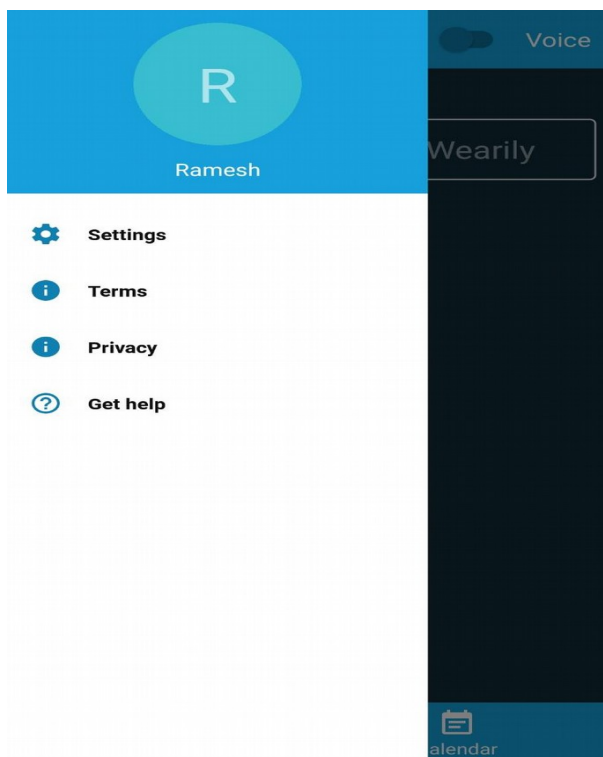 R
Ramesh
Voice
Wearily
Settings
Terms
Privacy
Get help
alendar